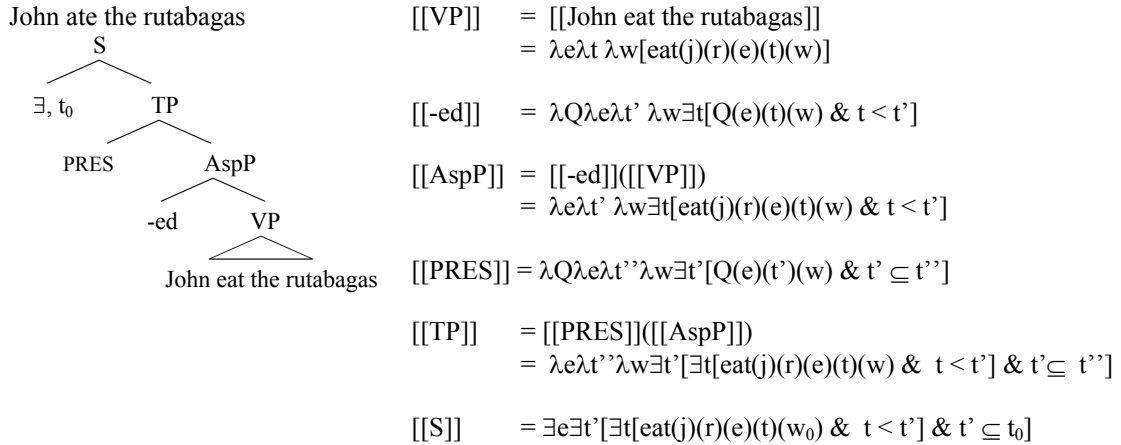 John ate the rutabagas
S
∃, t₀ TP
PRES AspP
-ed VP
John eat the rutabagas
[[VP]] = [[John eat the rutabagas]]
= λeλt λw[eat(j)(r)(e)(t)(w)]
[[-ed]] = λQλeλt’ λw∃t[Q(e)(t)(w) & t < t’]
[[AspP]] = [[-ed]]([[VP]])
= λeλt’ λw∃t[eat(j)(r)(e)(t)(w) & t < t’]
[[PRES]] = λQλeλt’’λw∃t’[Q(e)(t’)(w) & t’ ⊆ t’’]
[[TP]] = [[PRES]]([[AspP]])
= λeλt’’λw∃t’[∃t[eat(j)(r)(e)(t)(w) & t < t’] & t’⊆ t’’]
[[S]] = ∃e∃t’[∃t[eat(j)(r)(e)(t)(w₀) & t < t’] & t’ ⊆ t₀]